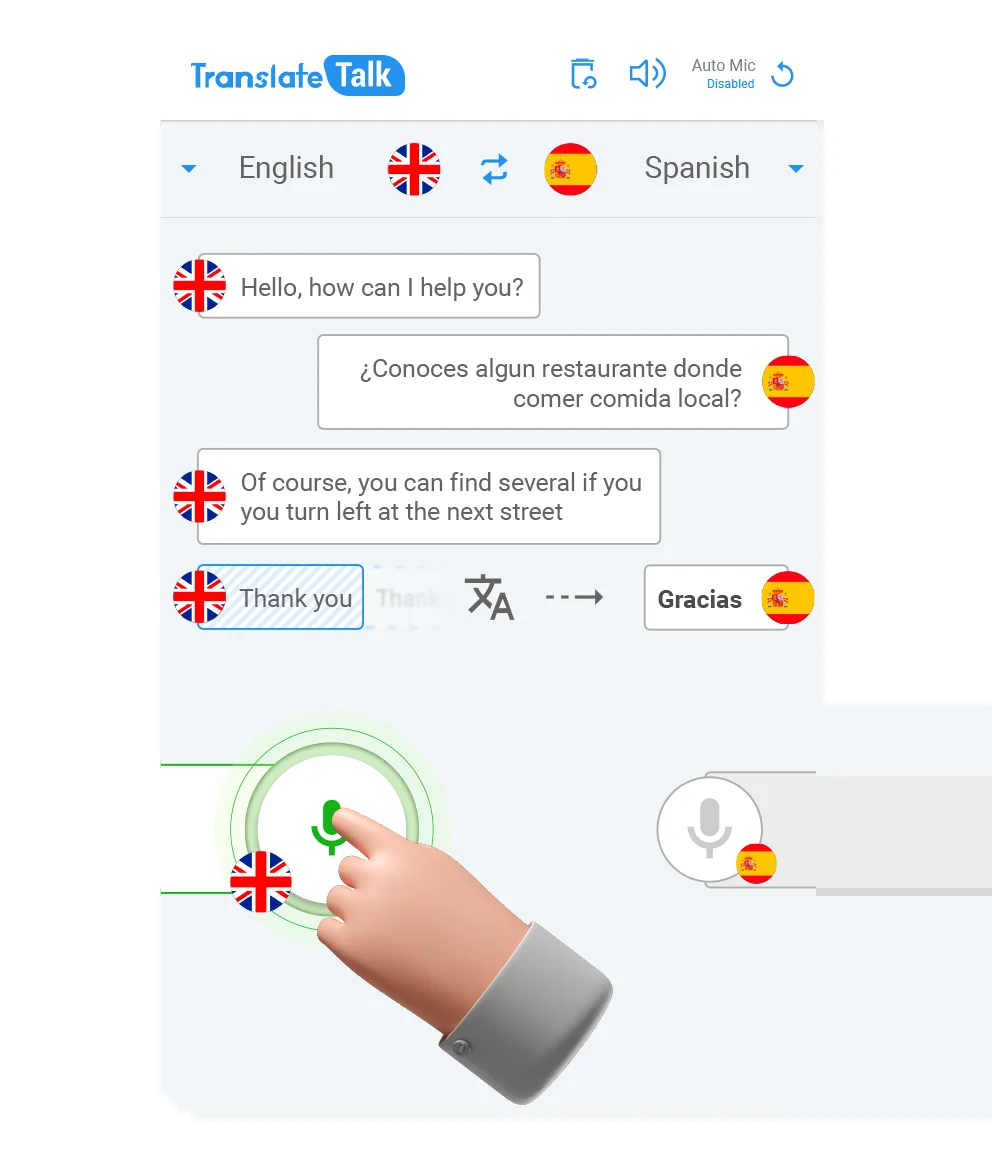 TranslateTalk
Auto Mic
Disabled
English
Spanish
Hello, how can I help you?
¿Conoces algun restaurante donde
comer comida local?
Of course, you can find several if you
you turn left at the next street
Thank you
Thank
Gracias